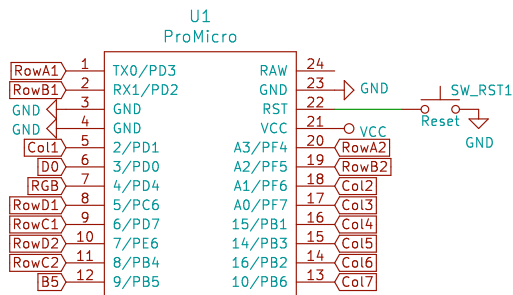 U1
ProMicro
RowA1 1 TX0/PD3 RAW 24
RowB1 2 RX1/PD2 GND 23 GND
GND 3 GND RST 22 SW_RST1 Reset GND
GND 4 GND VCC 21 VCC
Col1 5 2/PD1 A3/PF4 20 RowA2
D0 6 3/PD0 A2/PF5 19 RowB2
RGB 7 4/PD4 A1/PF6 18 Col2
RowD1 8 5/PC6 A0/PF7 17 Col3
RowC1 9 6/PD7 15/PB1 16 Col4
RowD2 10 7/PE6 14/PB3 15 Col5
RowC2 11 8/PB4 16/PB2 14 Col6
B5 12 9/PB5 10/PB6 13 Col7